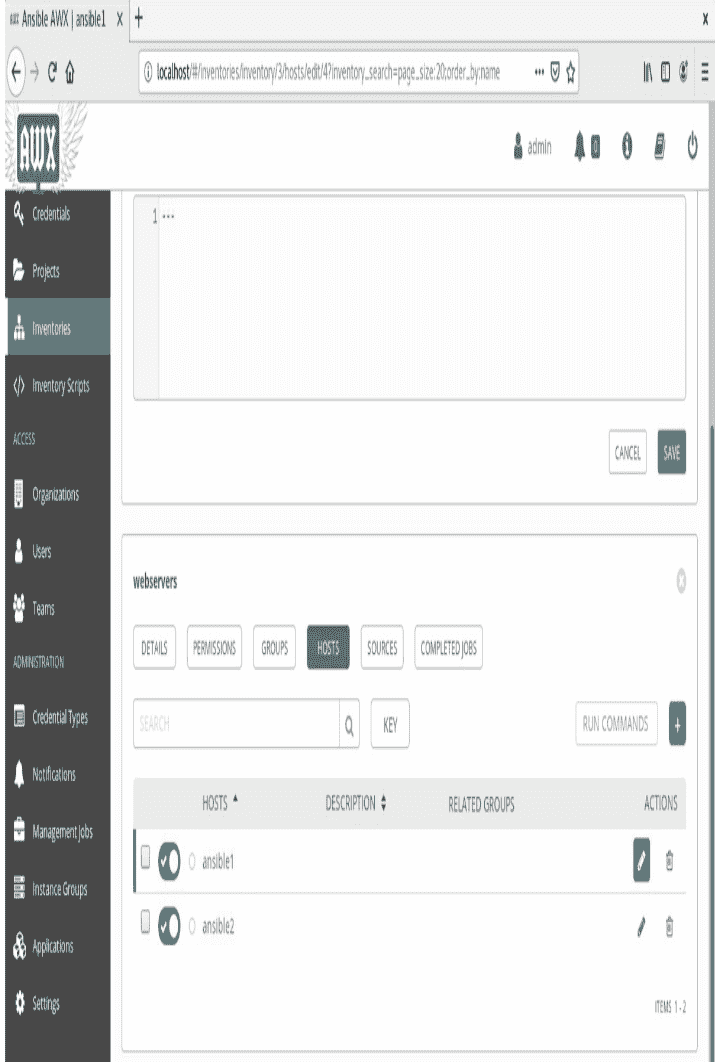 AWX Ansible AWX | ansible1 X +
X
localhost/#/inventories/inventory/3/hosts/edit/4?inventory_search=page_size:20;order_by:name
AWX
admin
0
Credentials
1 ---
Projects
Inventories
Inventory Scripts
ACCESS
CANCEL SAVE
Organizations
Users
webservers
Teams
DETAILS PERMISSIONS GROUPS HOSTS SOURCES COMPLETED JOBS
ADMINISTRATION
Credential Types
SEARCH KEY RUN COMMANDS +
Notifications
HOSTS DESCRIPTION RELATED GROUPS ACTIONS
Management Jobs
ansible1
Instance Groups
ansible2
Applications
Settings
ITEMS 1 - 2